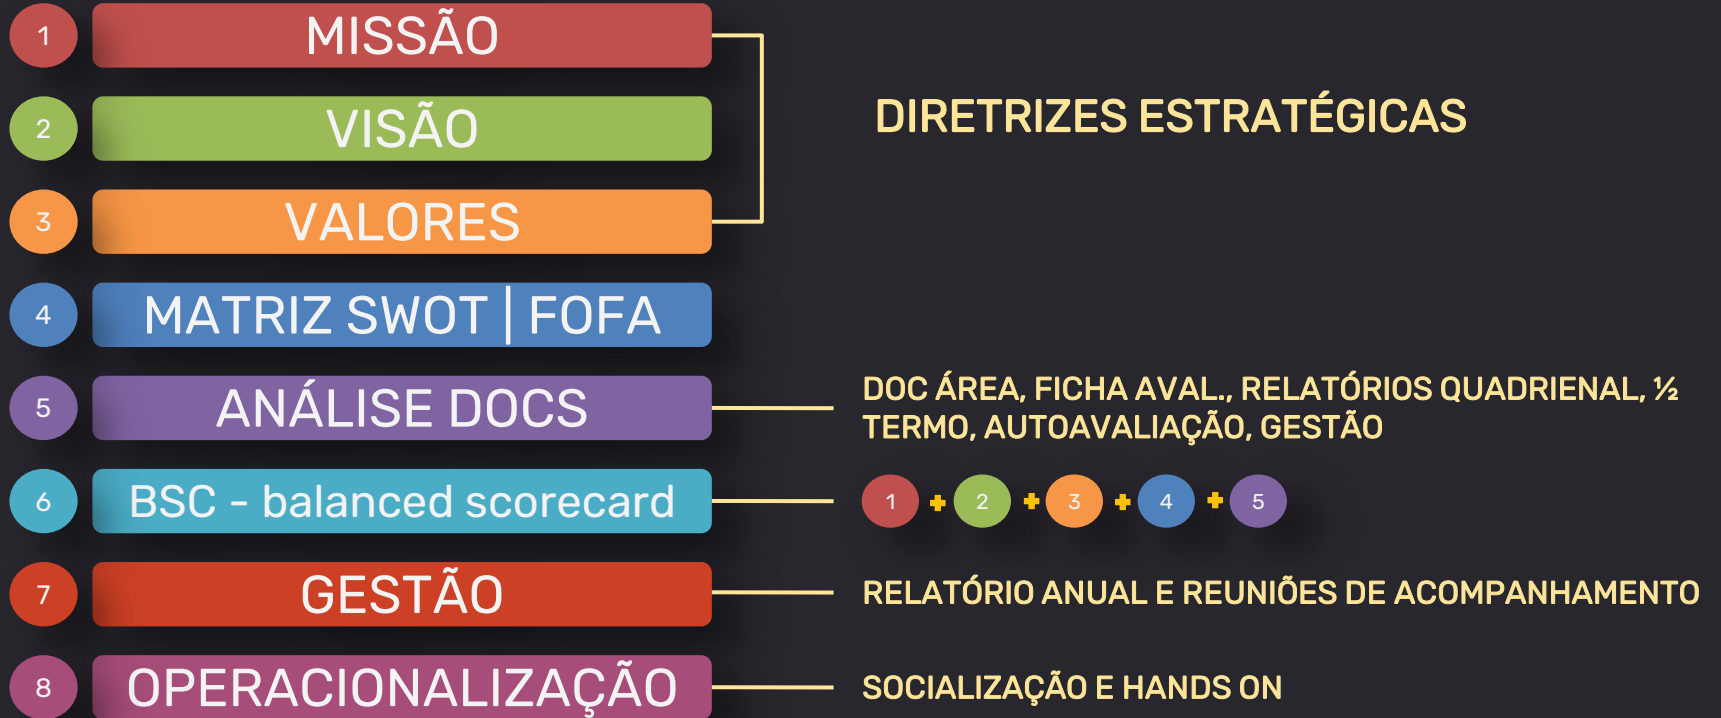 1 MISSÃO
2 VISÃO
DIRETRIZES ESTRATÉGICAS
3 VALORES
4 MATRIZ SWOT | FOFA
5 ANÁLISE DOCS
DOC ÁREA, FICHA AVAL., RELATÓRIOS QUADRIENAL, ½
TERMO, AUTOAVALIAÇÃO, GESTÃO
6 BSC - balanced scorecard
1 + 2 + 3 + 4 + 5
7 GESTÃO
RELATÓRIO ANUAL E REUNIÕES DE ACOMPANHAMENTO
8 OPERACIONALIZAÇÃO
SOCIALIZAÇÃO E HANDS ON